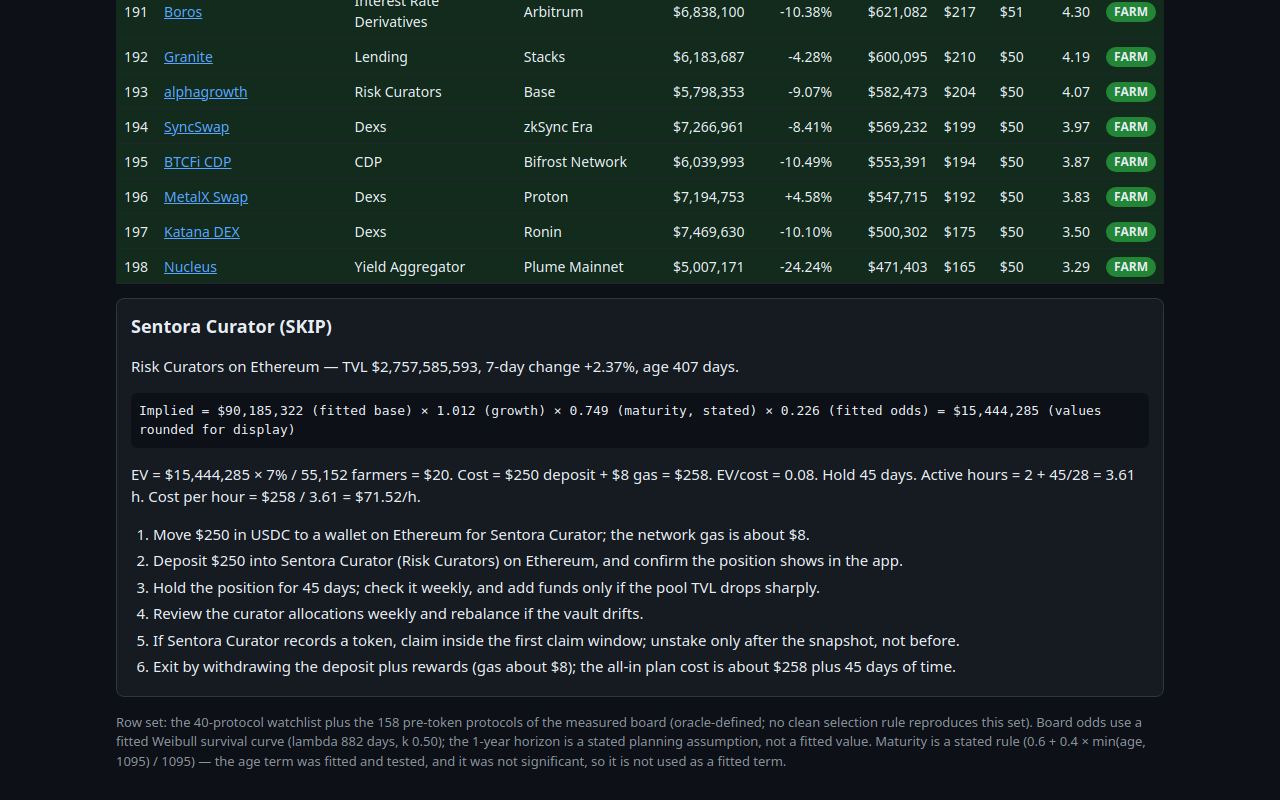 191 Boros Interest Rate Derivatives Arbitrum $6,838,100 -10.38% $621,082 $217 $51 4.30 FARM
192 Granite Lending Stacks $6,183,687 -4.28% $600,095 $210 $50 4.19 FARM
193 alphagrowth Risk Curators Base $5,798,353 -9.07% $582,473 $204 $50 4.07 FARM
194 SyncSwap Dexs zkSync Era $7,266,961 -8.41% $569,232 $199 $50 3.97 FARM
195 BTCFi CDP CDP Bifrost Network $6,039,993 -10.49% $553,391 $194 $50 3.87 FARM
196 MetalX Swap Dexs Proton $7,194,753 +4.58% $547,715 $192 $50 3.83 FARM
197 Katana DEX Dexs Ronin $7,469,630 -10.10% $500,302 $175 $50 3.50 FARM
198 Nucleus Yield Aggregator Plume Mainnet $5,007,171 -24.24% $471,403 $165 $50 3.29 FARM
Sentora Curator (SKIP)
Risk Curators on Ethereum — TVL $2,757,585,593, 7-day change +2.37%, age 407 days.
Implied = $90,185,322 (fitted base) × 1.012 (growth) × 0.749 (maturity, stated) × 0.226 (fitted odds) = $15,444,285 (values
rounded for display)
EV = $15,444,285 × 7% / 55,152 farmers = $20. Cost = $250 deposit + $8 gas = $258. EV/cost = 0.08. Hold 45 days. Active hours = 2 + 45/28 = 3.61
h. Cost per hour = $258 / 3.61 = $71.52/h.
1. Move $250 in USDC to a wallet on Ethereum for Sentora Curator; the network gas is about $8.
2. Deposit $250 into Sentora Curator (Risk Curators) on Ethereum, and confirm the position shows in the app.
3. Hold the position for 45 days; check it weekly, and add funds only if the pool TVL drops sharply.
4. Review the curator allocations weekly and rebalance if the vault drifts.
5. If Sentora Curator records a token, claim inside the first claim window; unstake only after the snapshot, not before.
6. Exit by withdrawing the deposit plus rewards (gas about $8); the all-in plan cost is about $258 plus 45 days of time.
Row set: the 40-protocol watchlist plus the 158 pre-token protocols of the measured board (oracle-defined; no clean selection rule reproduces this set). Board odds use a
fitted Weibull survival curve (lambda 882 days, k 0.50); the 1-year horizon is a stated planning assumption, not a fitted value. Maturity is a stated rule (0.6 + 0.4 × min(age,
1095) / 1095) — the age term was fitted and tested, and it was not significant, so it is not used as a fitted term.